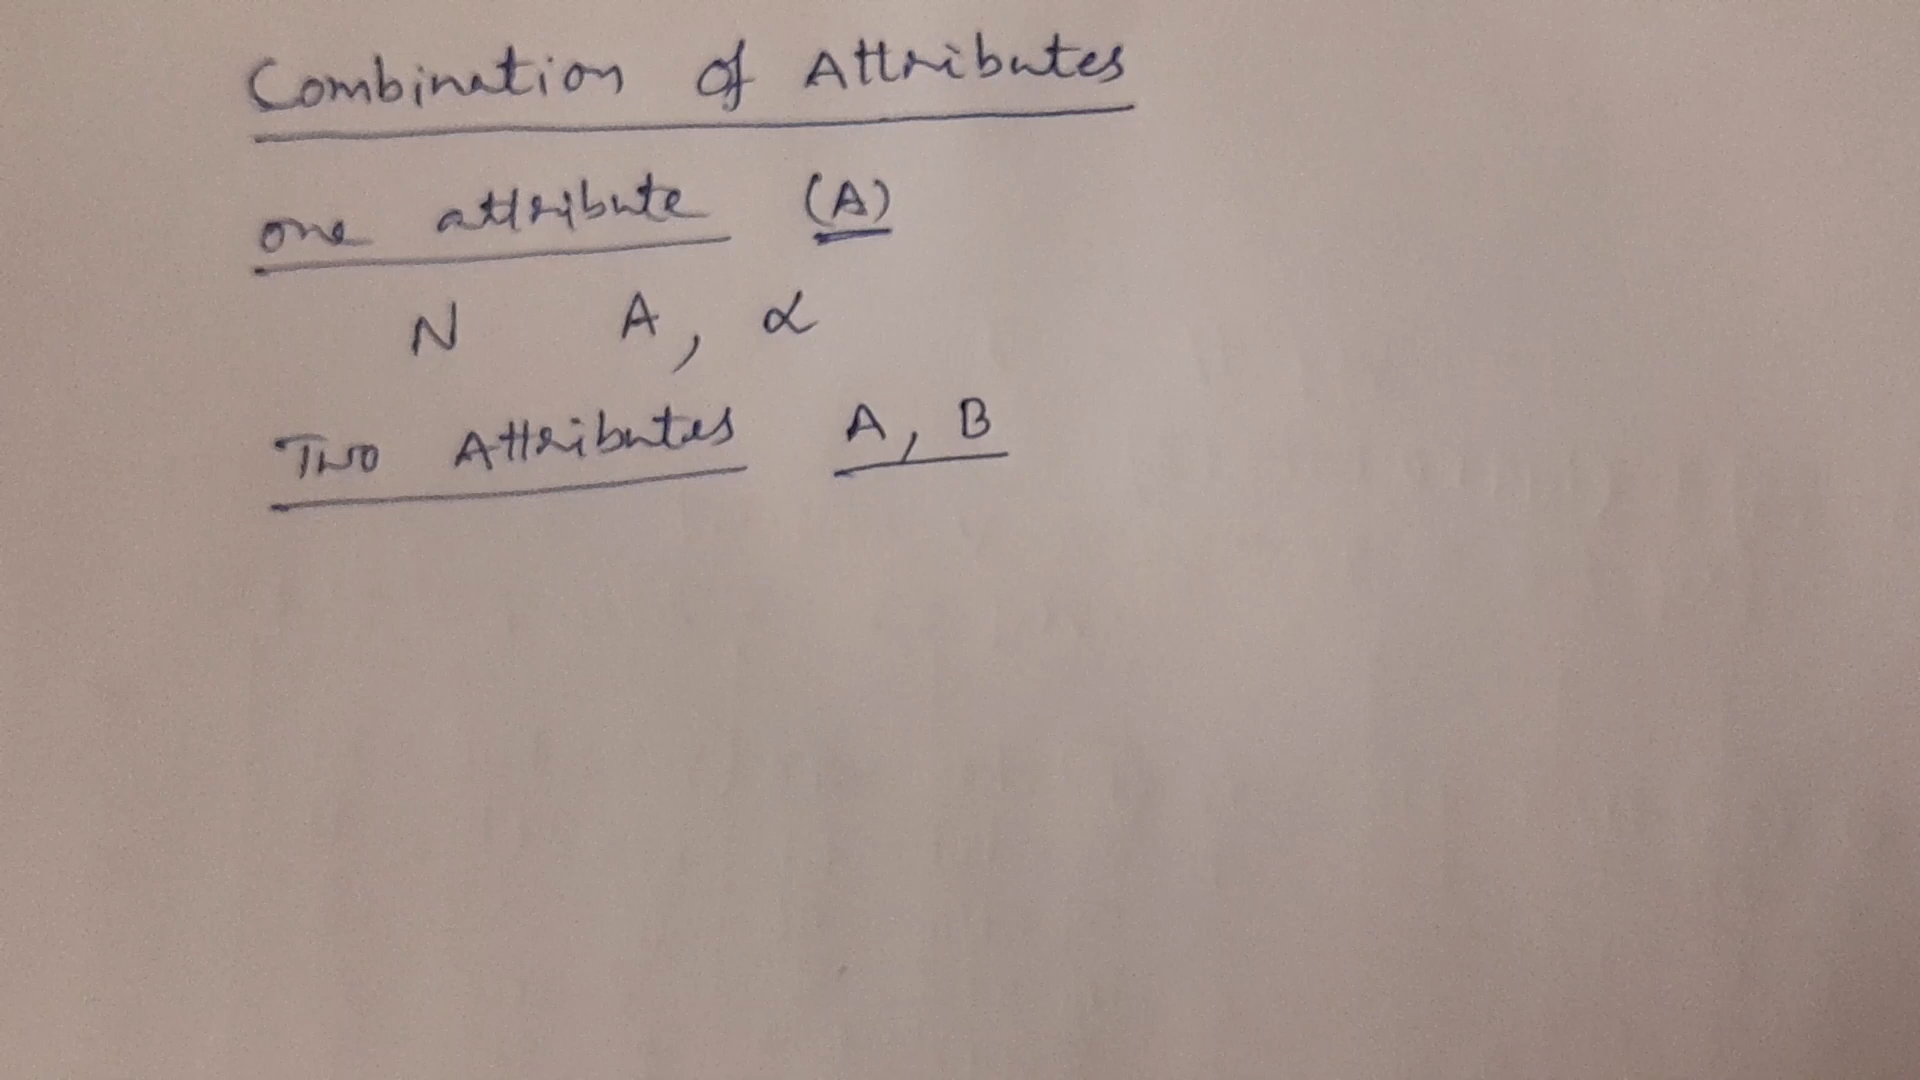 Combination of Attributes
one attribute (A)
N A, α
Two Attributes A, B